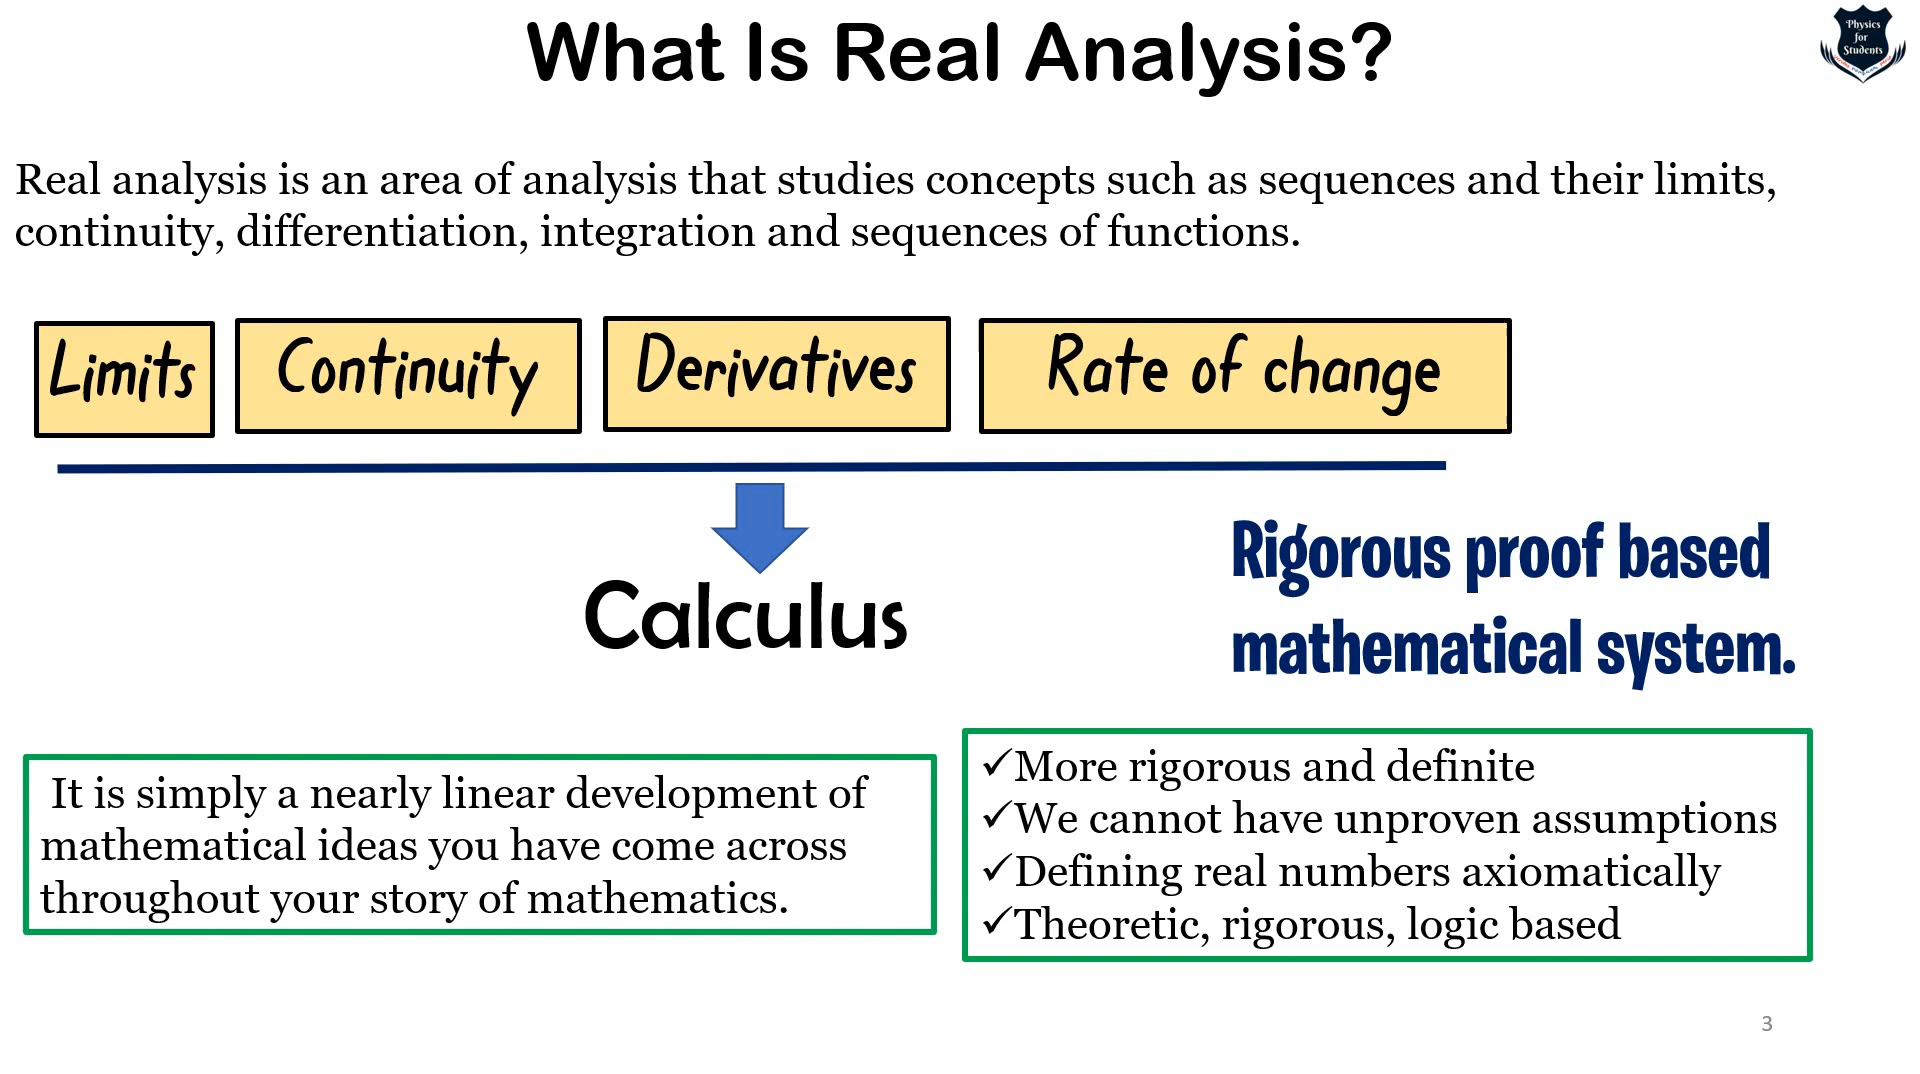 What Is Real Analysis?
Physics
for
Students
Real analysis is an area of analysis that studies concepts such as sequences and their limits,
continuity, differentiation, integration and sequences of functions.
Limits
Continuity
Derivatives
Rate of change
Calculus
Rigorous proof based
mathematical system.
It is simply a nearly linear development of
mathematical ideas you have come across
throughout your story of mathematics.
✓More rigorous and definite
✓We cannot have unproven assumptions
✓Defining real numbers axiomatically
✓Theoretic, rigorous, logic based
3